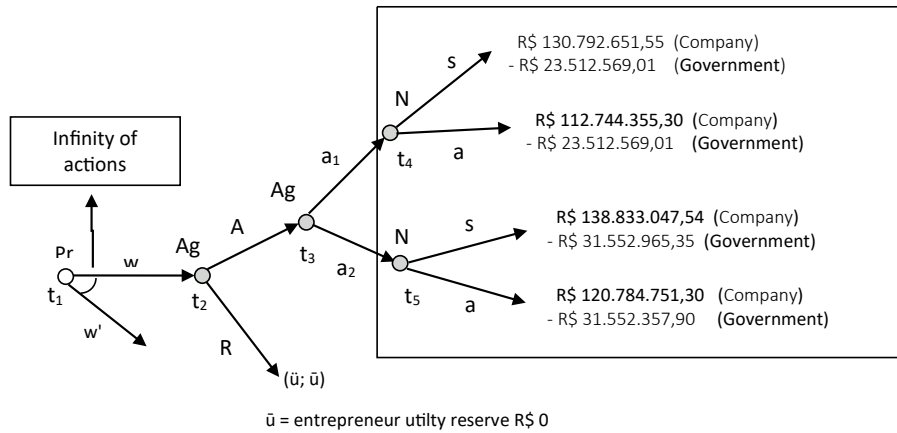 R$ 130.792.651,55 (Company)
- R$ 23.512.569,01 (Government)
s
N
R$ 112.744.355,30 (Company)
- R$ 23.512.569,01 (Government)
a
t4
Infinity of
actions
a1
Ag
A
t3
a2
N
s
R$ 138.833.047,54 (Company)
- R$ 31.552.965,35 (Government)
t5
a
R$ 120.784.751,30 (Company)
- R$ 31.552.357,90 (Government)
Pr
w
Ag
t1
t2
w'
R
(ü; ū)
ū = entrepreneur utilty reserve R$ 0